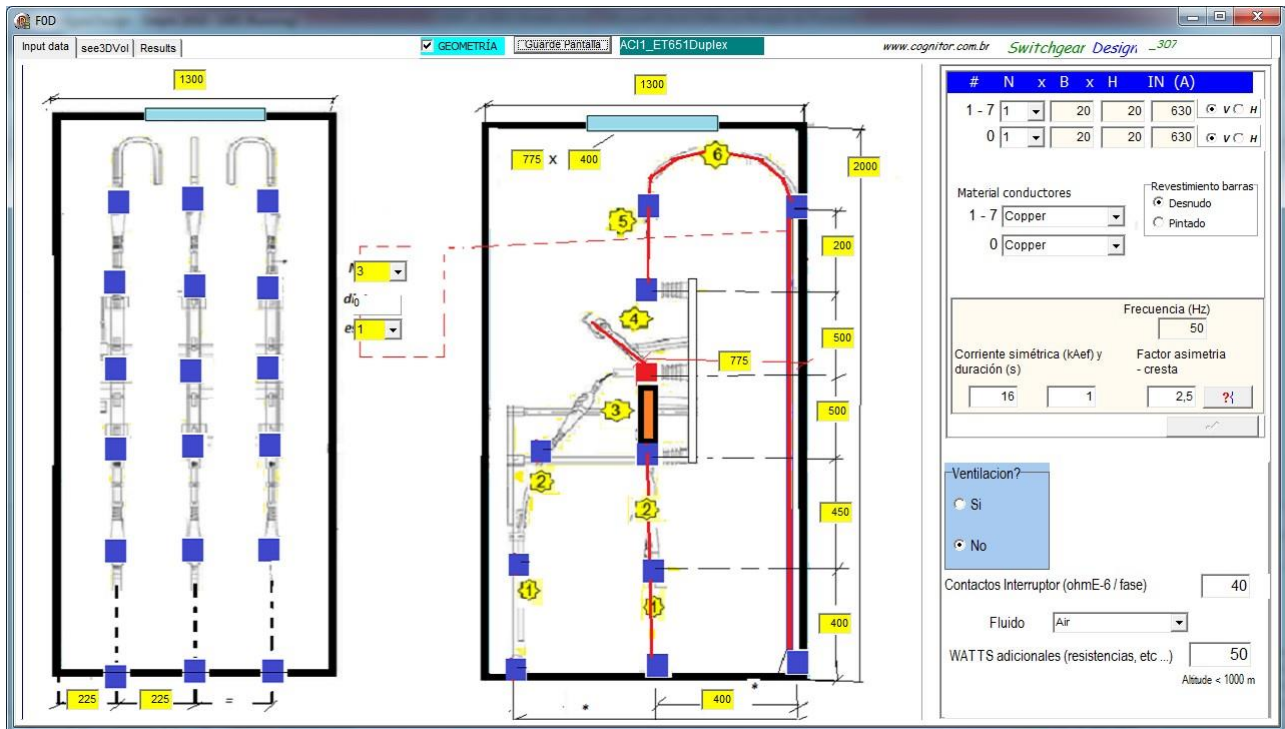 F0D
Input data see3DVol Results
GEOMETRÍA Guarde Pantalla ACI1_ET651Duplex www.cognitor.com.br Switchgear Design _307
1300
225 225 =
3
1
1300
775 X 400
2000
6
5
200
4
500
775
3
500
2
2
450
1
1
400
*
* 400
# N x B x H IN (A)
1 - 7 1 20 20 630 V H
0 1 20 20 630 V H
Material conductores
1 - 7 Copper
0 Copper
Revestimiento barras
Desnudo
Pintado
Frecuencia (Hz)
50
Corriente simétrica (kAef) y
duración (s)
16 1
Factor asimetria
- cresta
2,5 ?
Ventilacion?
Si
No
Contactos Interruptor (ohmE-6 / fase) 40
Fluido Air
WATTS adicionales (resistencias, etc ...) 50
Altitude < 1000 m